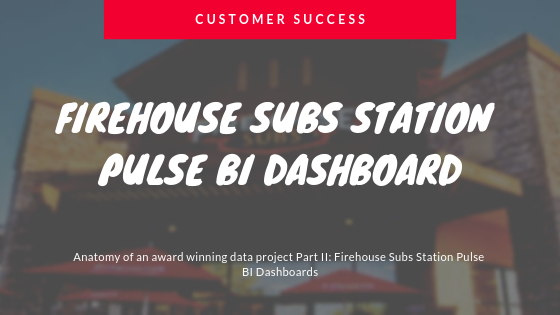 CUSTOMER SUCCESS
FIREHOUSE SUBS STATION
PULSE BI DASHBOARD
Anatomy of an award winning data project Part II: Firehouse Subs Station Pulse
BI Dashboards